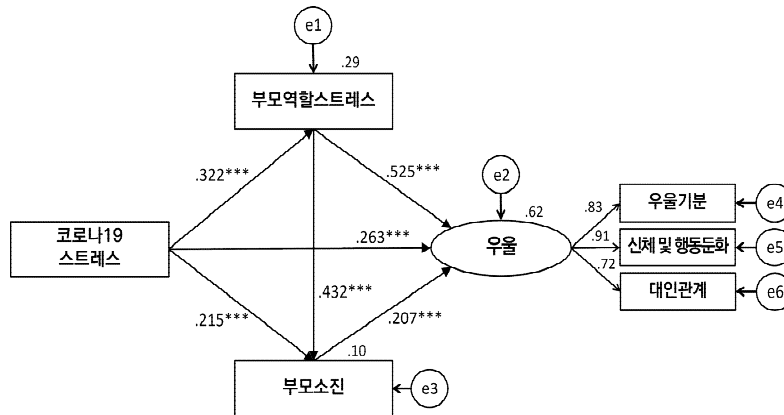 e1
.29
부모역할스트레스
.322***
.525***
e2
.62
코로나19
스트레스
.263***
우울
.83
우울기분
e4
.91
신체 및 행동둔화
e5
.72
대인관계
e6
.432***
.215***
.207***
.10
부모소진
e3